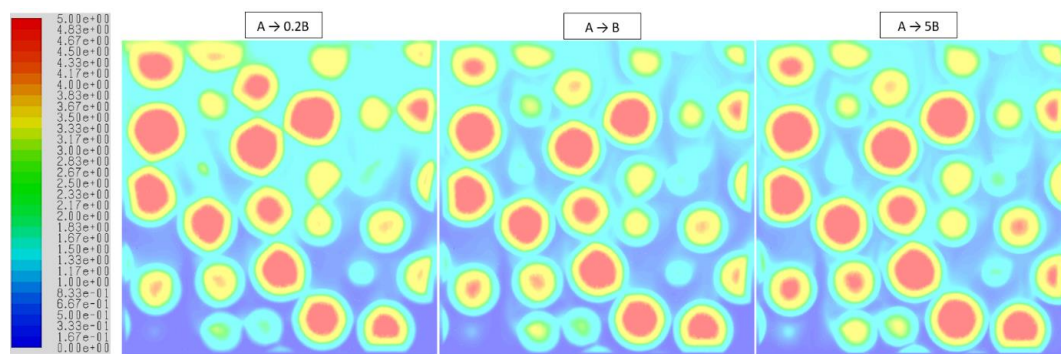 A → 0.2B
A → B
A → 5B
5.00e+00
4.83e+00
4.67e+00
4.50e+00
4.33e+00
4.17e+00
4.00e+00
3.83e+00
3.67e+00
3.50e+00
3.33e+00
3.17e+00
3.00e+00
2.83e+00
2.67e+00
2.50e+00
2.33e+00
2.17e+00
2.00e+00
1.83e+00
1.67e+00
1.50e+00
1.33e+00
1.17e+00
1.00e+00
8.33e-01
6.67e-01
5.00e-01
3.33e-01
1.67e-01
0.00e+00